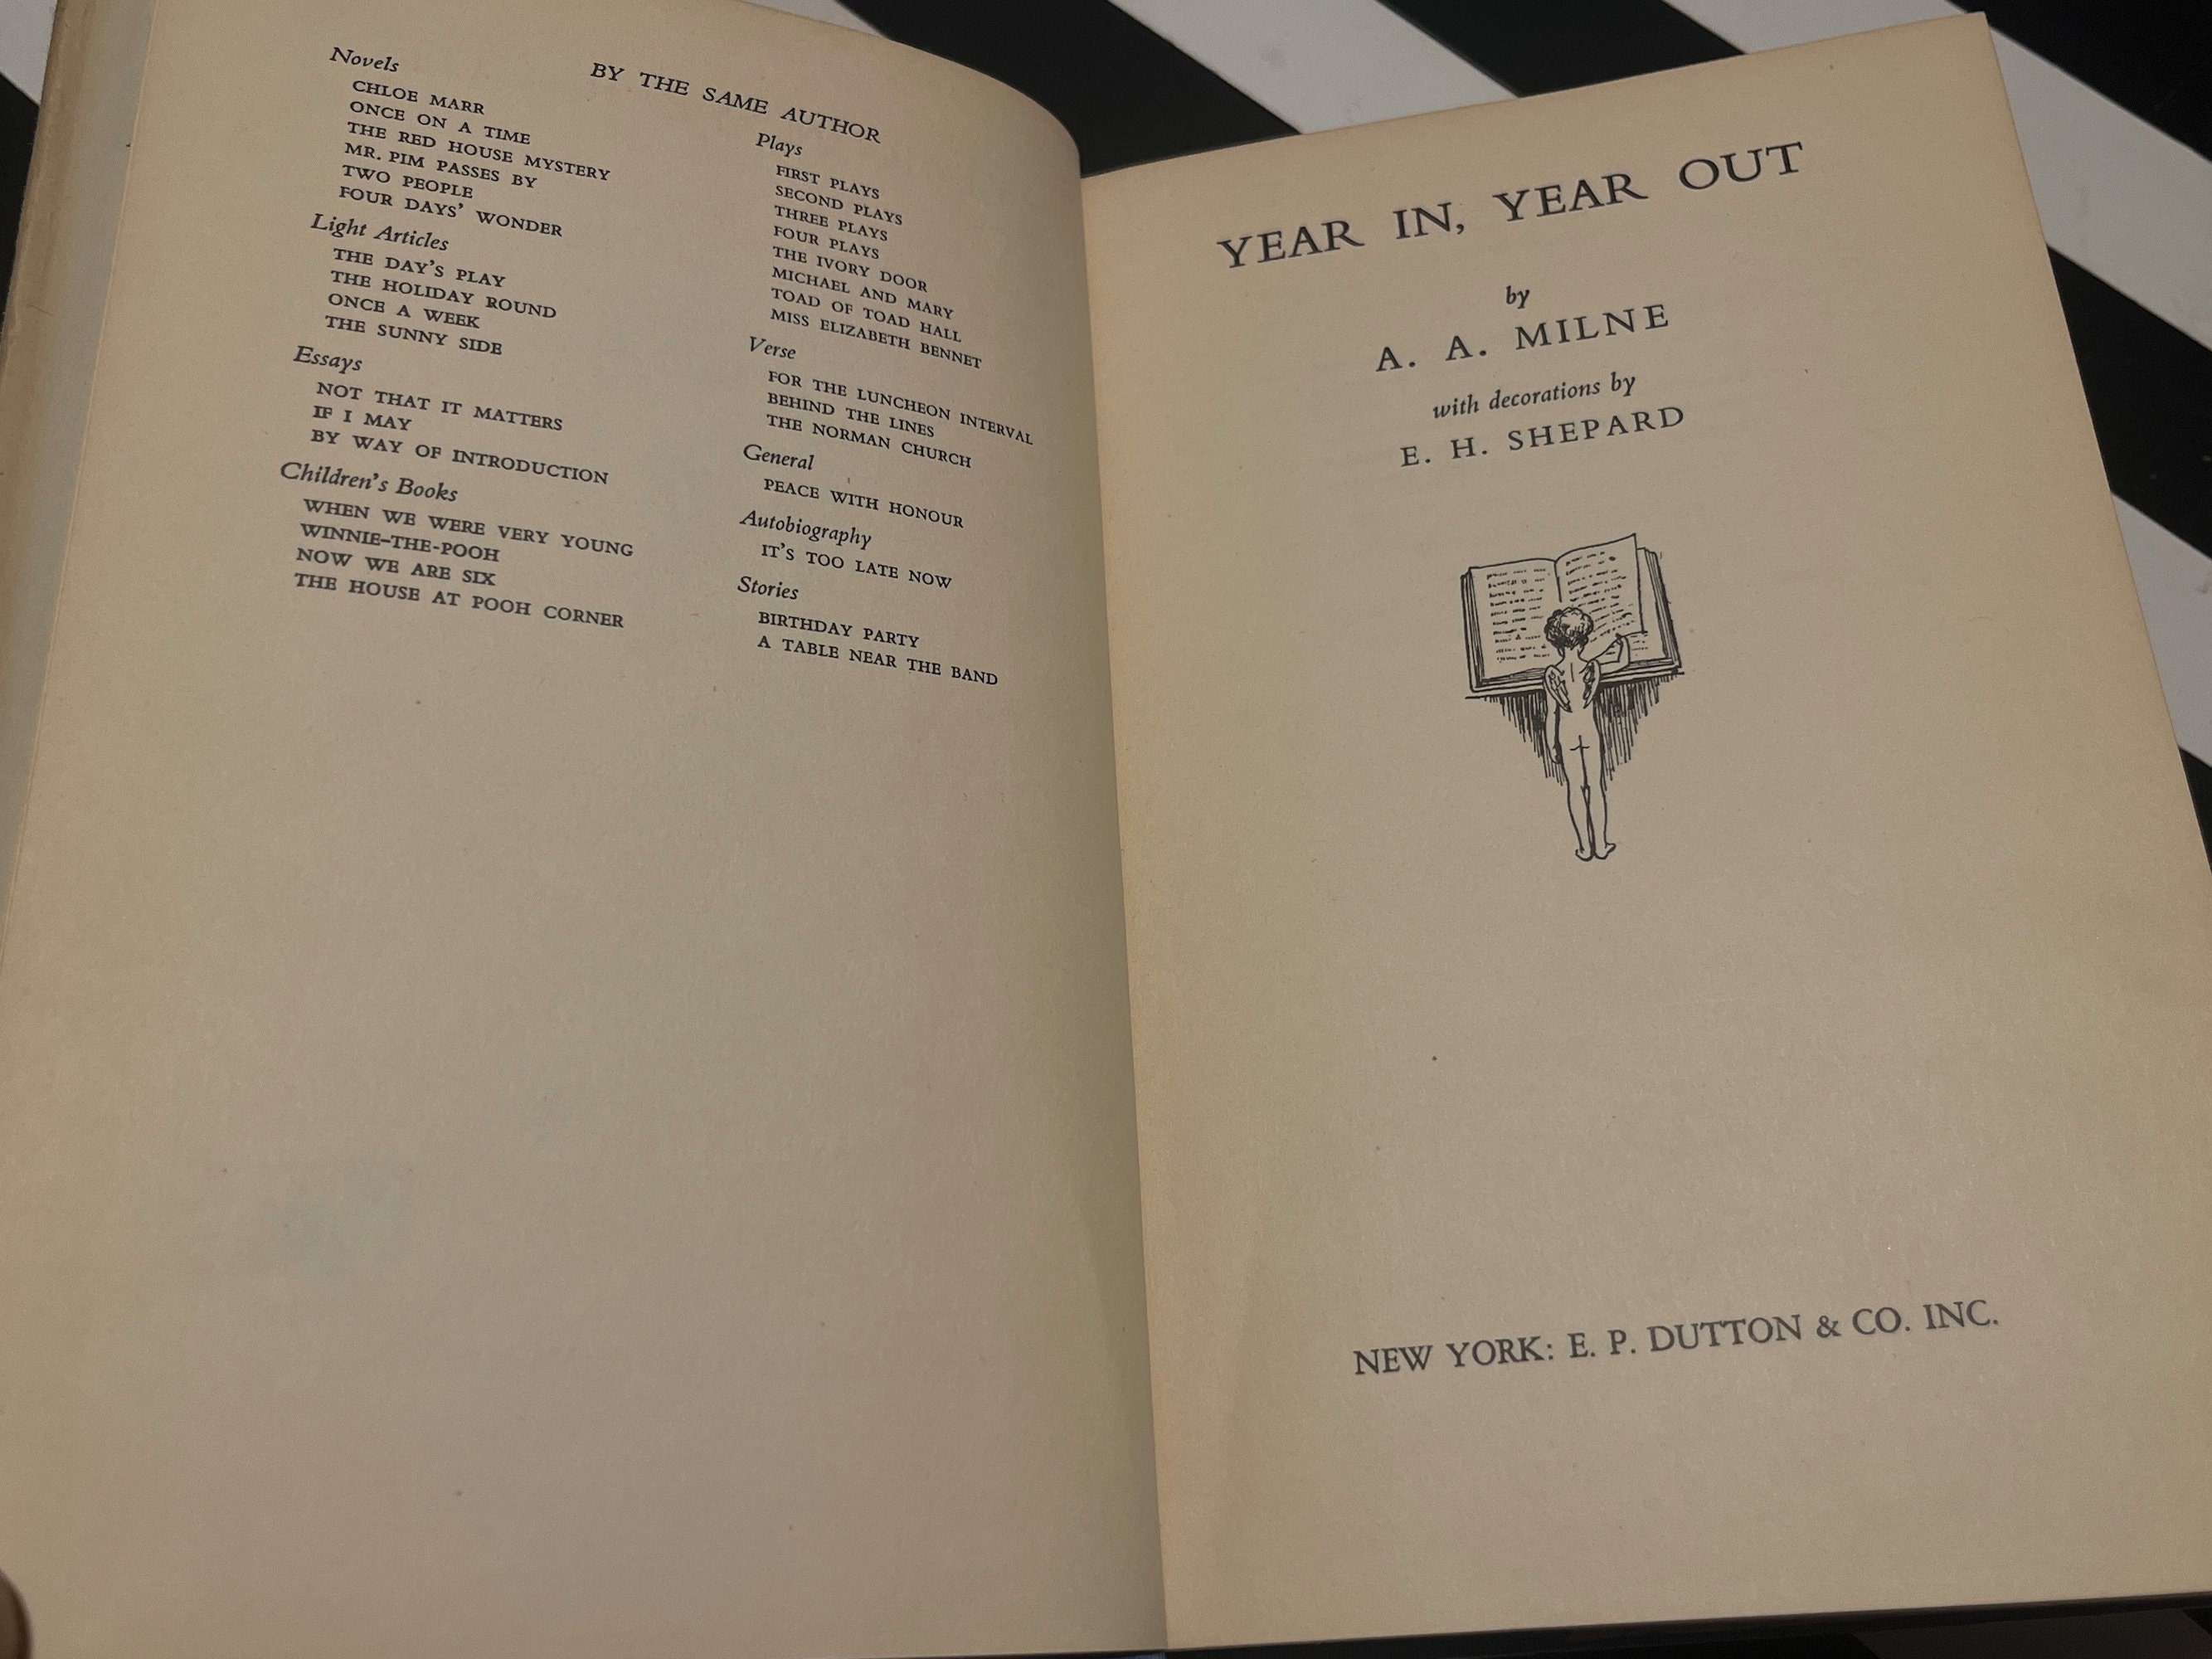 BY THE SAME AUTHOR
Novels
CHLOE MARR
ONCE ON A TIME
THE RED HOUSE MYSTERY
MR. PIM PASSES BY
TWO PEOPLE
FOUR DAYS' WONDER
Light Articles
THE DAY'S PLAY
THE HOLIDAY ROUND
ONCE A WEEK
THE SUNNY SIDE
Essays
NOT THAT IT MATTERS
IF I MAY
BY WAY OF INTRODUCTION
Children's Books
WHEN WE WERE VERY YOUNG
WINNIE-THE-POOH
NOW WE ARE SIX
THE HOUSE AT POOH CORNER
Plays
FIRST PLAYS
SECOND PLAYS
THREE PLAYS
FOUR PLAYS
THE IVORY DOOR
MICHAEL AND MARY
TOAD OF TOAD HALL
MISS ELIZABETH BENNET
Verse
FOR THE LUNCHEON INTERVAL
BEHIND THE LINES
THE NORMAN CHURCH
General
PEACE WITH HONOUR
Autobiography
IT'S TOO LATE NOW
Stories
BIRTHDAY PARTY
A TABLE NEAR THE BAND
YEAR IN, YEAR OUT
by
A. A. MILNE
with decorations by
E. H. SHEPARD
NEW YORK: E. P. DUTTON & CO. INC.